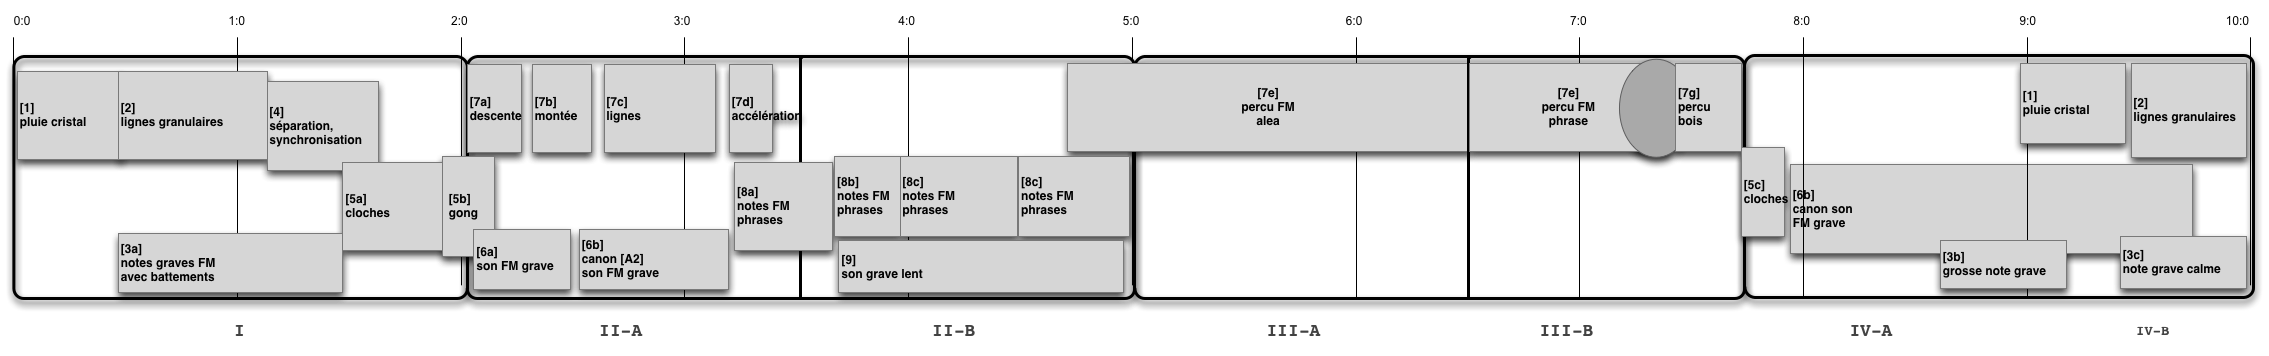 0:0 1:0 2:0 3:0 4:0 5:0 6:0 7:0 8:0 9:0 10:0
[1]
pluie cristal
[2]
lignes granulaires
[4]
séparation,
synchronisation
[5a]
cloches
[5b]
gong
[3a]
notes graves FM
avec battements
[7a]
descente
[7b]
montée
[7c]
lignes
[7d]
accélération
[6a]
son FM grave
[6b]
canon [A2]
son FM grave
[8a]
notes FM
phrases
[8b]
notes FM
phrases
[8c]
notes FM
phrases
[8c]
notes FM
phrases
[9]
son grave lent
[7e]
percu FM
alea
[7e]
percu FM
phrase
[7g]
percu
bois
[5c]
cloches
[6b]
canon son
FM grave
[1]
pluie cristal
[2]
lignes granulaires
[3b]
grosse note grave
[3c]
note grave calme
I II-A II-B III-A III-B IV-A IV-B